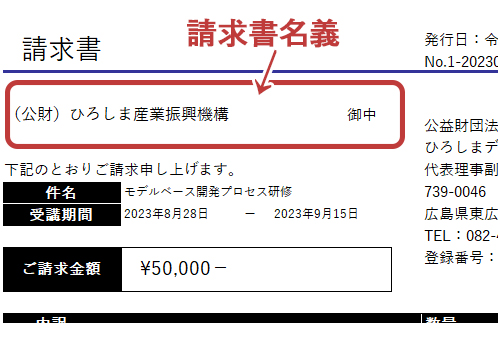 請求書名義
請求書
発行日：令
No.1-20230
（公財）ひろしま産業振興機構 御中
公益財団法
ひろしまデ
代表理事副
739-0046
広島県東広
TEL：082-4
登録番号：
下記のとおりご請求申し上げます。
件名 モデルベース開発プロセス研修
受講期間 2023年8月28日 ー 2023年9月15日
ご請求金額 ¥50,000－
内訳 数量